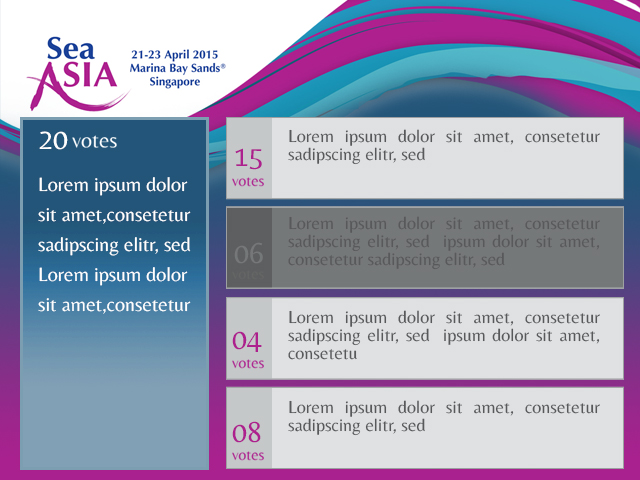 Sea
ASIA
21-23 April 2015
Marina Bay Sands®
Singapore
20 votes
Lorem ipsum dolor
sit amet,consetetur
sadipscing elitr, sed
Lorem ipsum dolor
sit amet,consetetur
15
votes
Lorem ipsum dolor sit amet, consetetur
sadipscing elitr, sed
06
votes
Lorem ipsum dolor sit amet, consetetur
sadipscing elitr, sed ipsum dolor sit amet,
consetetur sadipscing elitr, sed
04
votes
Lorem ipsum dolor sit amet, consetetur
sadipscing elitr, sed ipsum dolor sit amet,
consetetu
08
votes
Lorem ipsum dolor sit amet, consetetur
sadipscing elitr, sed